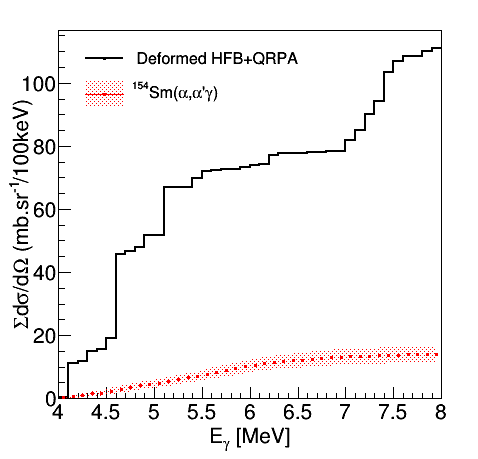 Deformed HFB+QRPA
¹⁵⁴Sm(α,α'γ)
Σdσ/dΩ (mb.sr⁻¹/100keV)
100
80
60
40
20
0
4 4.5 5 5.5 6 6.5 7 7.5 8
Eγ [MeV]